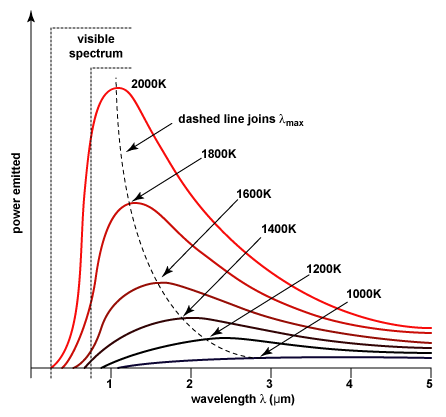 visible
spectrum
2000K
dashed line joins λmax
1800K
1600K
1400K
1200K
1000K
power emitted
1 2 3 4 5
wavelength λ (μm)